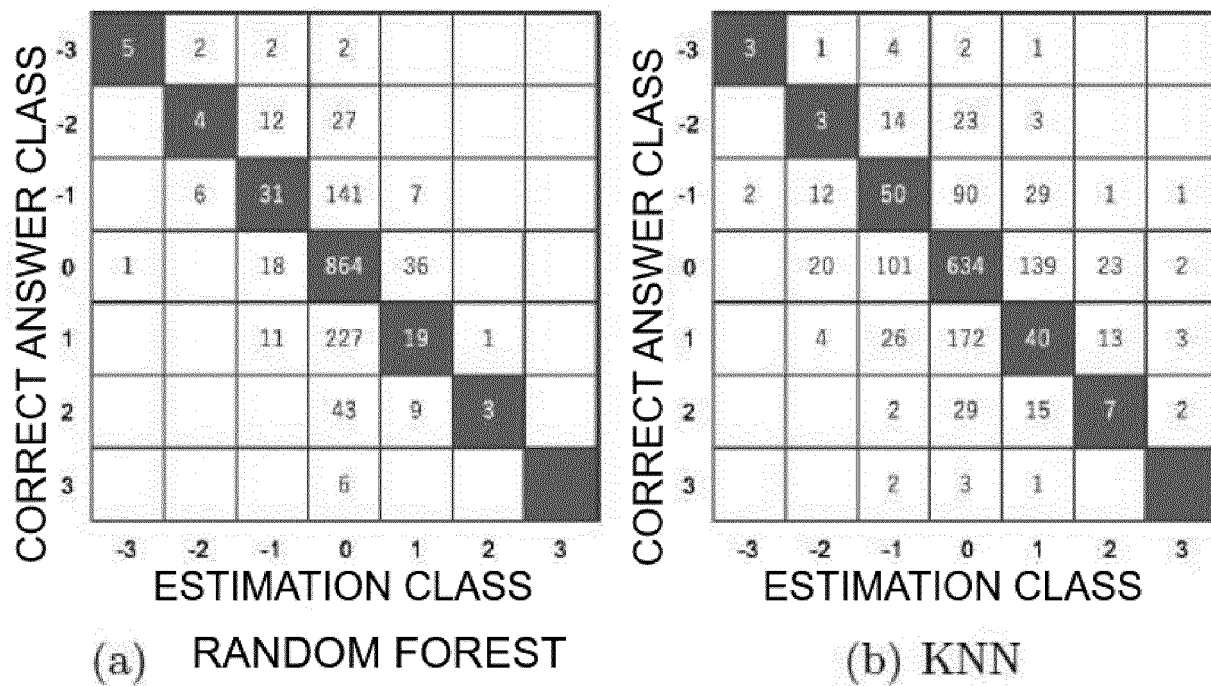 CORRECT ANSWER CLASS
-3 5 2 2 2
-2 4 12 27
-1 6 31 141 7
0 1 18 864 36
1 11 227 19 1
2 43 9 3
3 6
-3 -2 -1 0 1 2 3
ESTIMATION CLASS
(a) RANDOM FOREST
CORRECT ANSWER CLASS
-3 3 1 4 2 1
-2 3 14 23 3
-1 2 12 50 90 29 1 1
0 20 101 634 139 23 2
1 4 26 172 40 13 3
2 2 29 15 7 2
3 2 3 1
-3 -2 -1 0 1 2 3
ESTIMATION CLASS
(b) KNN